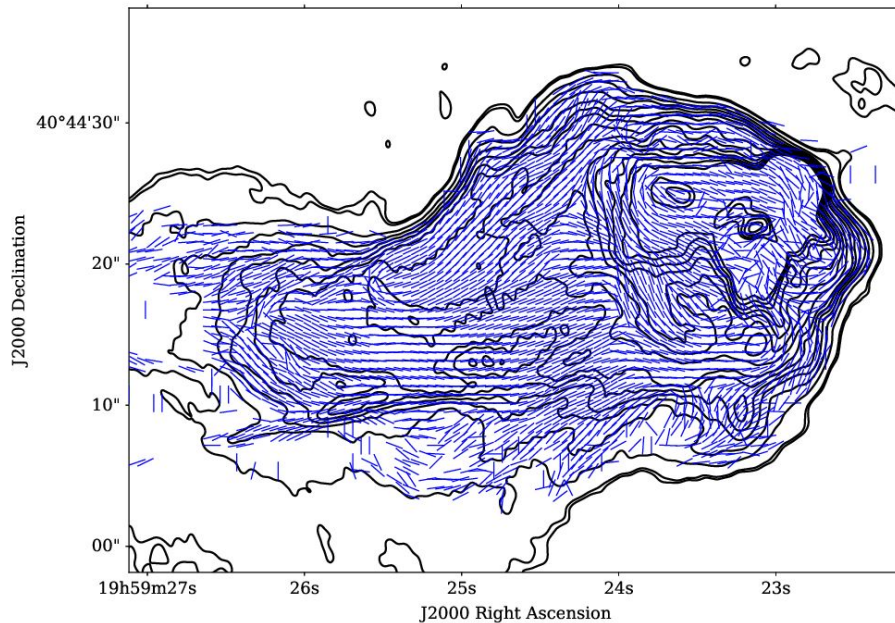 40°44'30"
20"
10"
00"
J2000 Declination
19h59m27s 26s 25s 24s 23s
J2000 Right Ascension